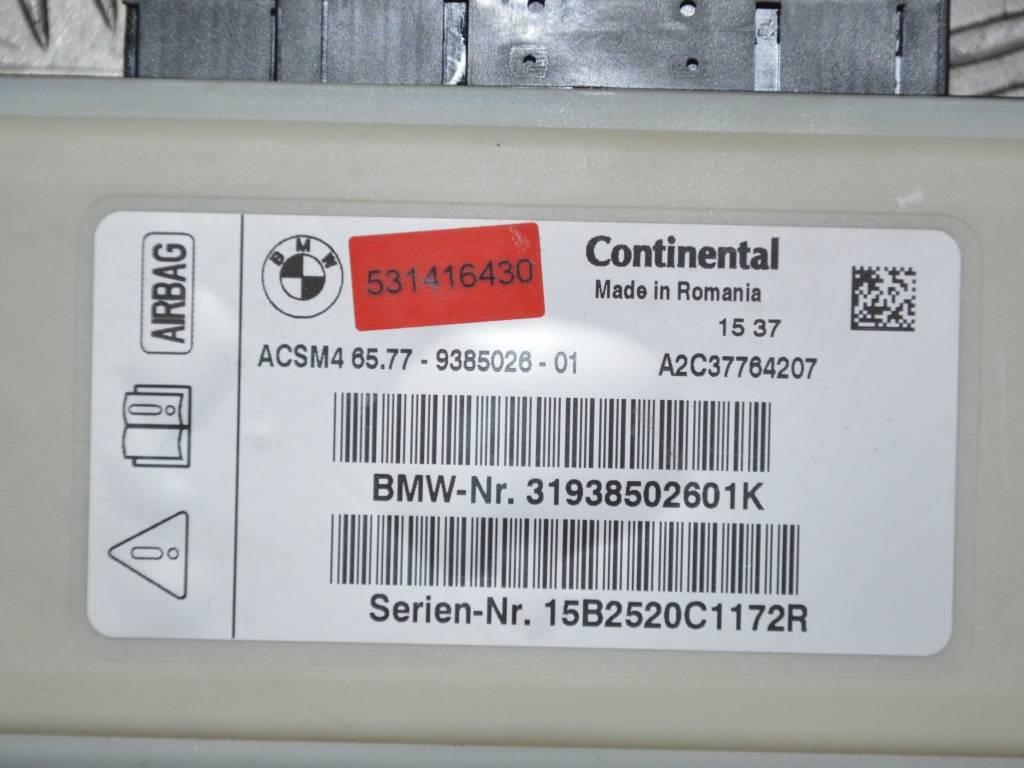 AIRBAG
BMW
531416430
Continental
Made in Romania
15 37
ACSM4 65.77 - 9385026 - 01
A2C37764207
BMW-Nr. 31938502601K
Serien-Nr. 15B2520C1172R